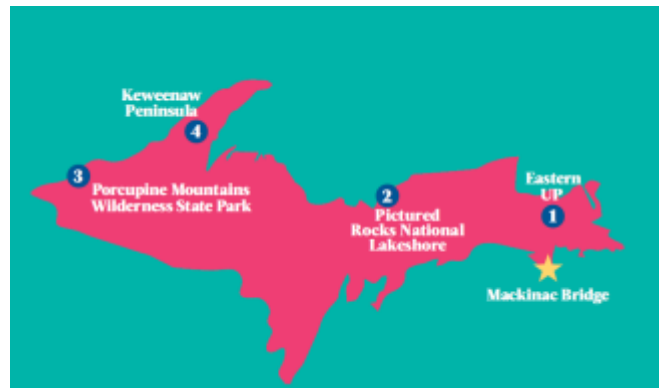 Keweenaw
Peninsula
4
3
Porcupine Mountains
Wilderness State Park
2
Pictured
Rocks National
Lakeshore
Eastern
UP
1
Mackinac Bridge